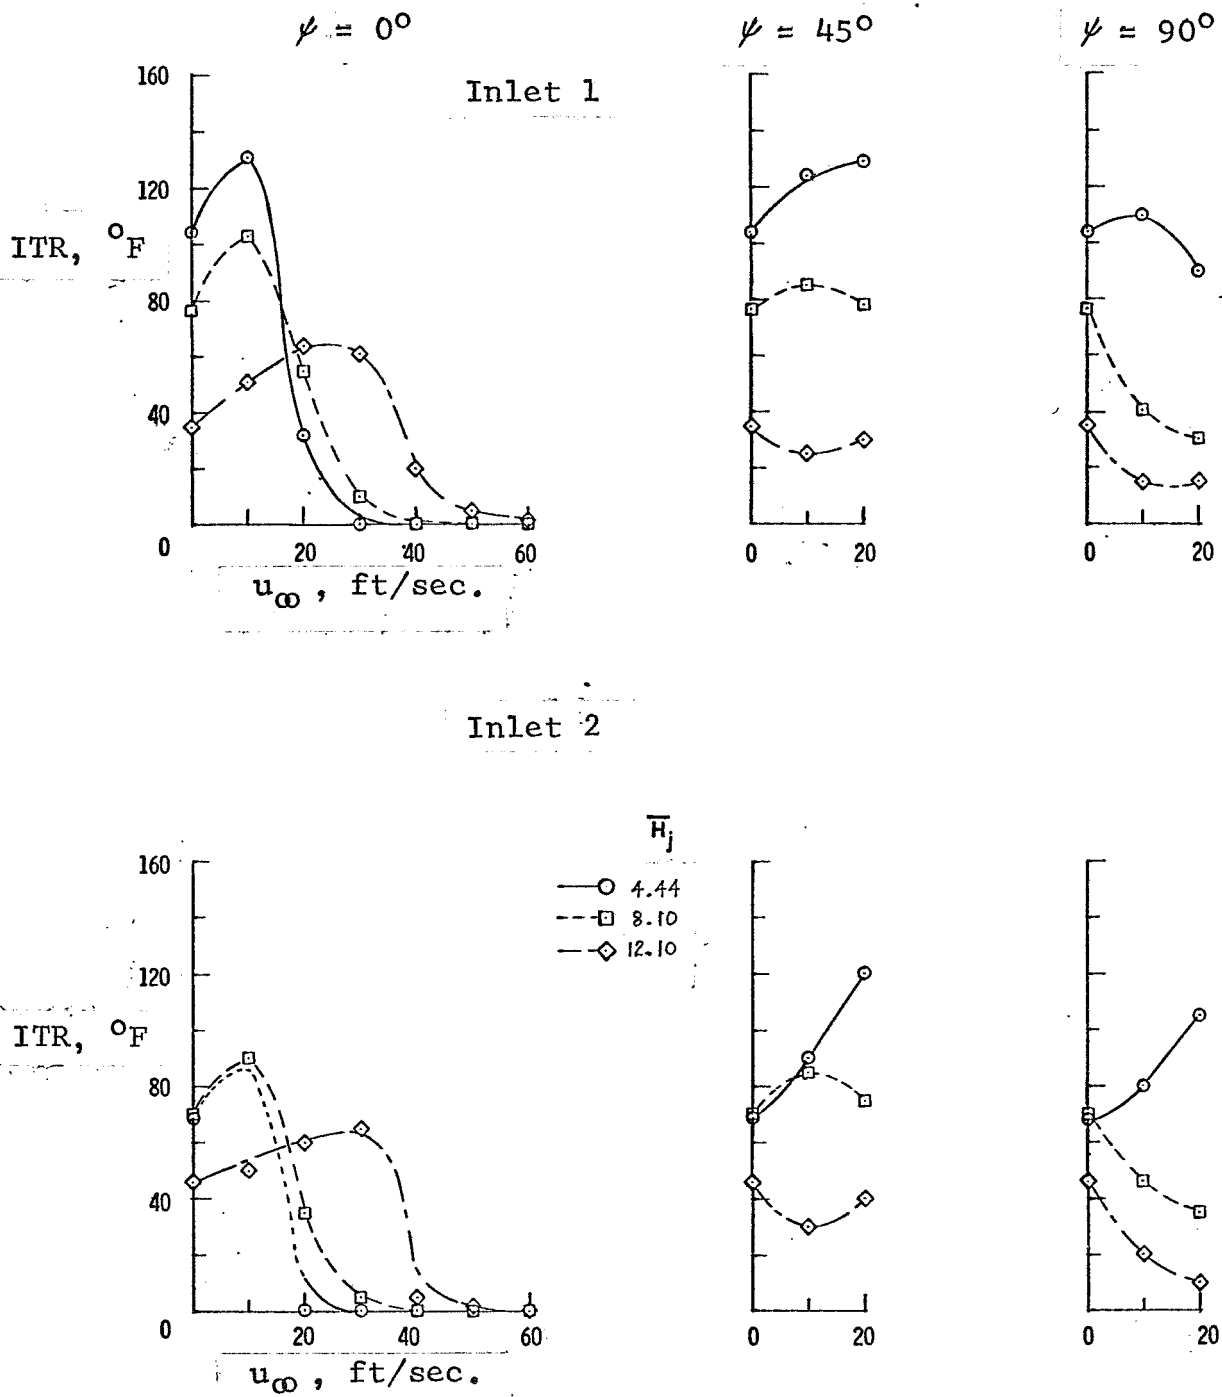 ψ = 0° ψ = 45° ψ = 90°
Inlet 1
160
120
ITR, °F
80
40
0 20 40 60 0 20 0 20
u∞ , ft/sec.
Inlet 2
H̅j
4.44
8.10
12.10
160
120
ITR, °F
80
40
0 20 40 60 0 20 0 20
u∞ , ft/sec.